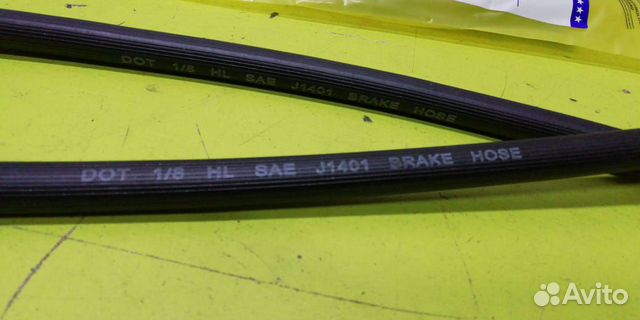 DOT 1/8 HL SAE J1401 BRAKE HOSE
DOT 1/8 HL SAE J1401 BRAKE HOSE
Avito